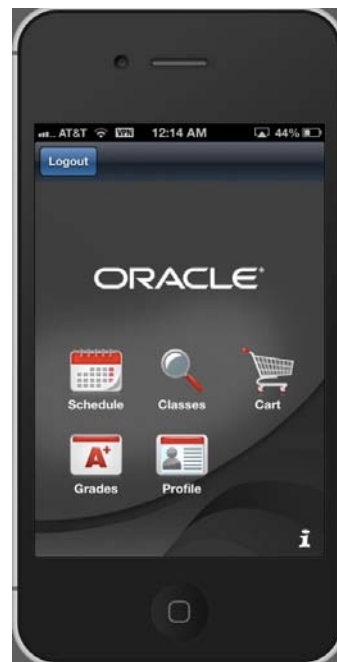 AT&T VPN 12:14 AM 44%
Logout
ORACLE®
Schedule Classes Cart
A+
Grades Profile
i